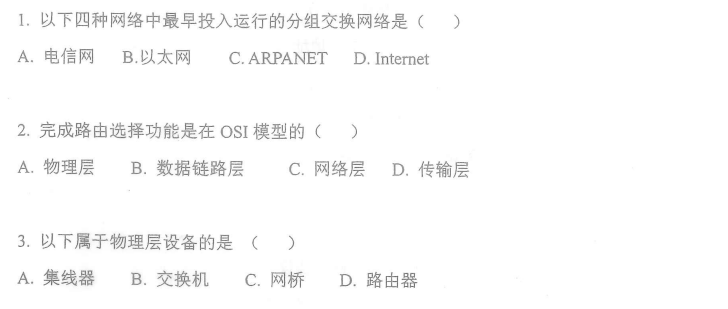 1. 以下四种网络中最早投入运行的分组交换网络是（ ）
A. 电信网 B.以太网 C. ARPANET D. Internet
2. 完成路由选择功能是在 OSI 模型的（ ）
A. 物理层 B. 数据链路层 C. 网络层 D. 传输层
3. 以下属于物理层设备的是 （ ）
A. 集线器 B. 交换机 C. 网桥 D. 路由器